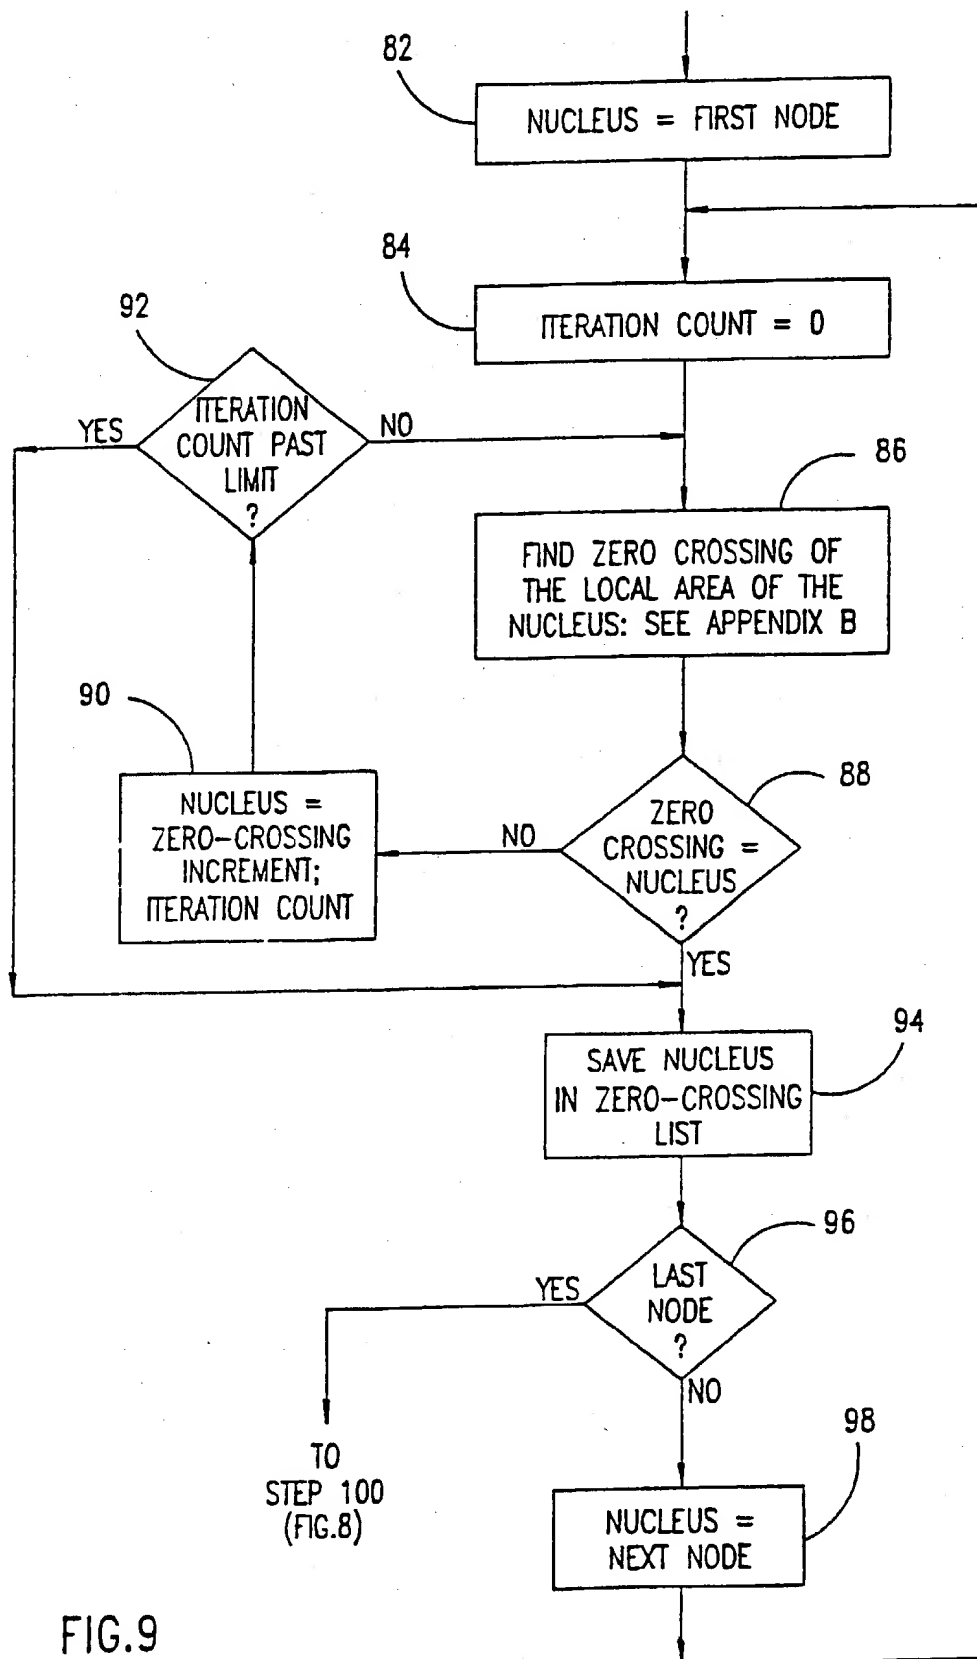 82
NUCLEUS = FIRST NODE
84
ITERATION COUNT = 0
92
ITERATION
COUNT PAST
LIMIT
?
YES
NO
86
FIND ZERO CROSSING OF
THE LOCAL AREA OF THE
NUCLEUS: SEE APPENDIX B
90
NUCLEUS =
ZERO-CROSSING
INCREMENT;
ITERATION COUNT
88
ZERO
CROSSING =
NUCLEUS
?
NO
YES
94
SAVE NUCLEUS
IN ZERO-CROSSING
LIST
96
LAST
NODE
?
YES
NO
TO
STEP 100
(FIG.8)
98
NUCLEUS =
NEXT NODE
FIG.9